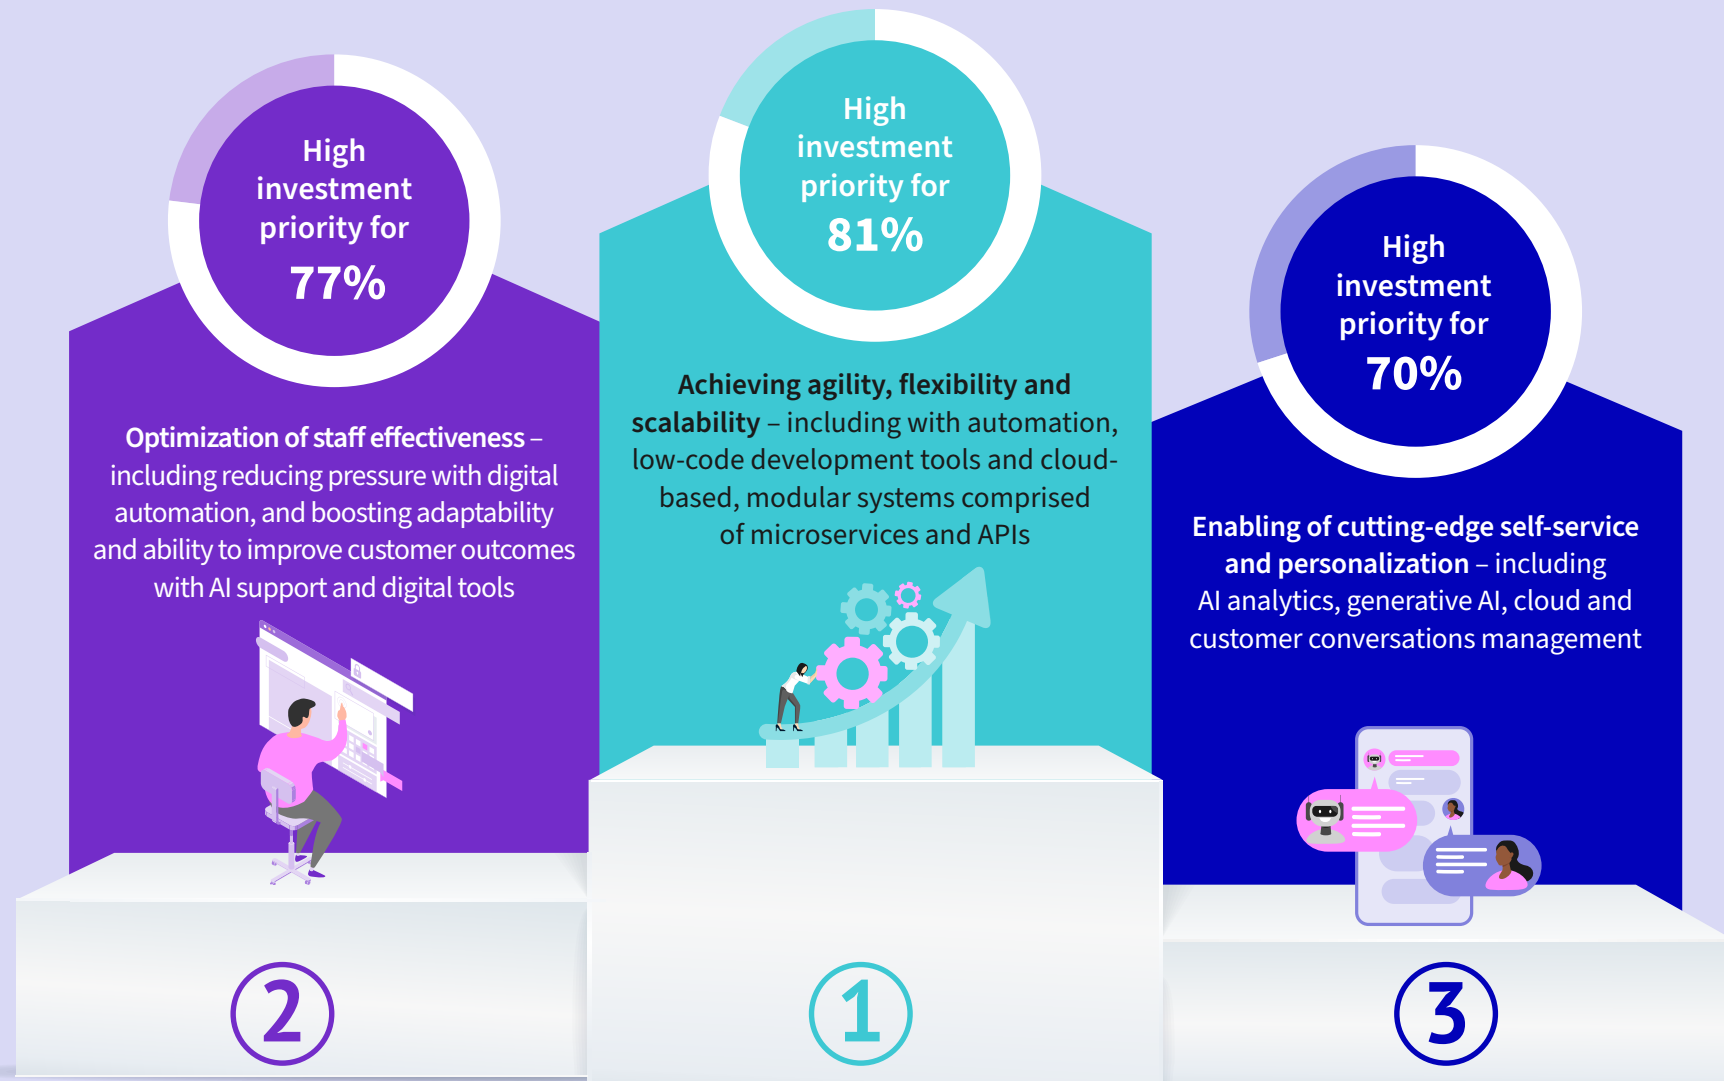 High
investment
priority for
77%
Optimization of staff effectiveness –
including reducing pressure with digital
automation, and boosting adaptability
and ability to improve customer outcomes
with AI support and digital tools
2
High
investment
priority for
81%
Achieving agility, flexibility and
scalability – including with automation,
low-code development tools and cloud-
based, modular systems comprised
of microservices and APIs
1
High
investment
priority for
70%
Enabling of cutting-edge self-service
and personalization – including
AI analytics, generative AI, cloud and
customer conversations management
3